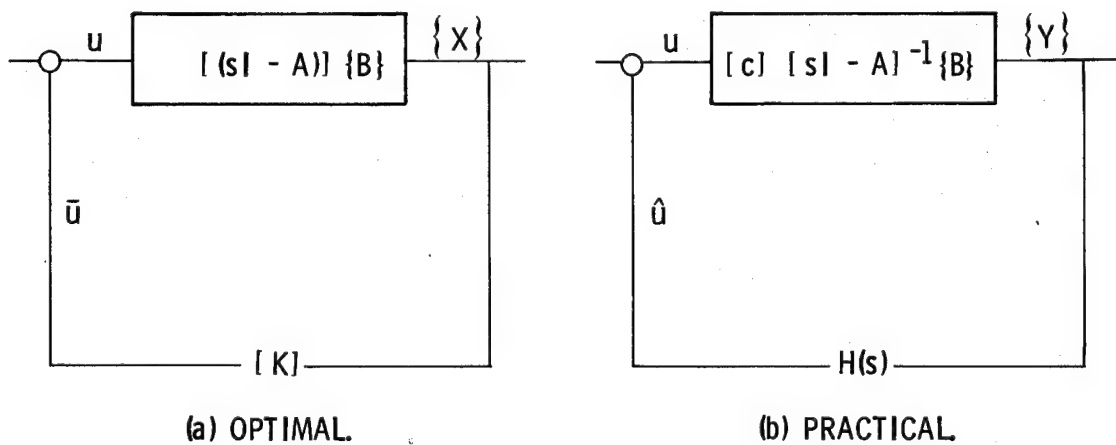 u
[ (sI - A)] {B}
{X}
ū
[ K]
(a) OPTIMAL.
u
[c] [sI - A]⁻¹{B}
{Y}
û
H(s)
(b) PRACTICAL.